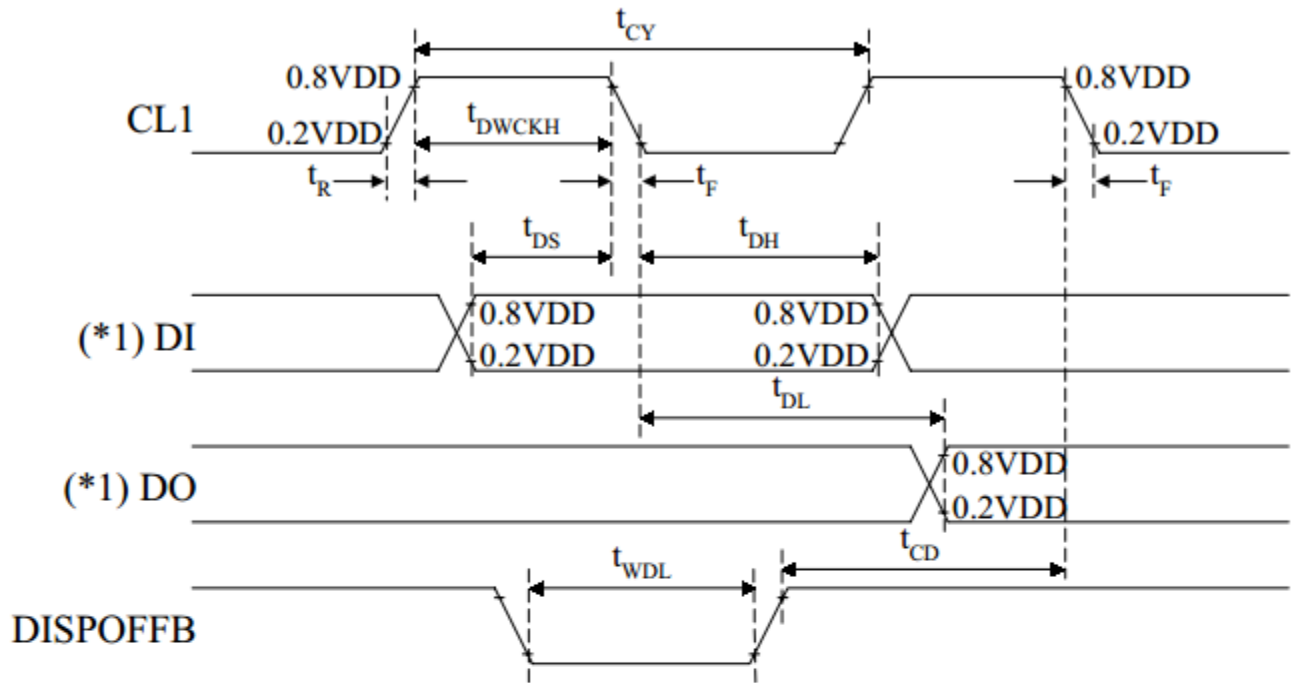 tCY
0.8VDD 0.8VDD
CL1 tDWCKH
0.2VDD 0.2VDD
tR tF tF
tDS tDH
(*1) DI 0.8VDD 0.8VDD
0.2VDD 0.2VDD
tDL
(*1) DO 0.8VDD
0.2VDD
tCD
tWDL
DISPOFFB